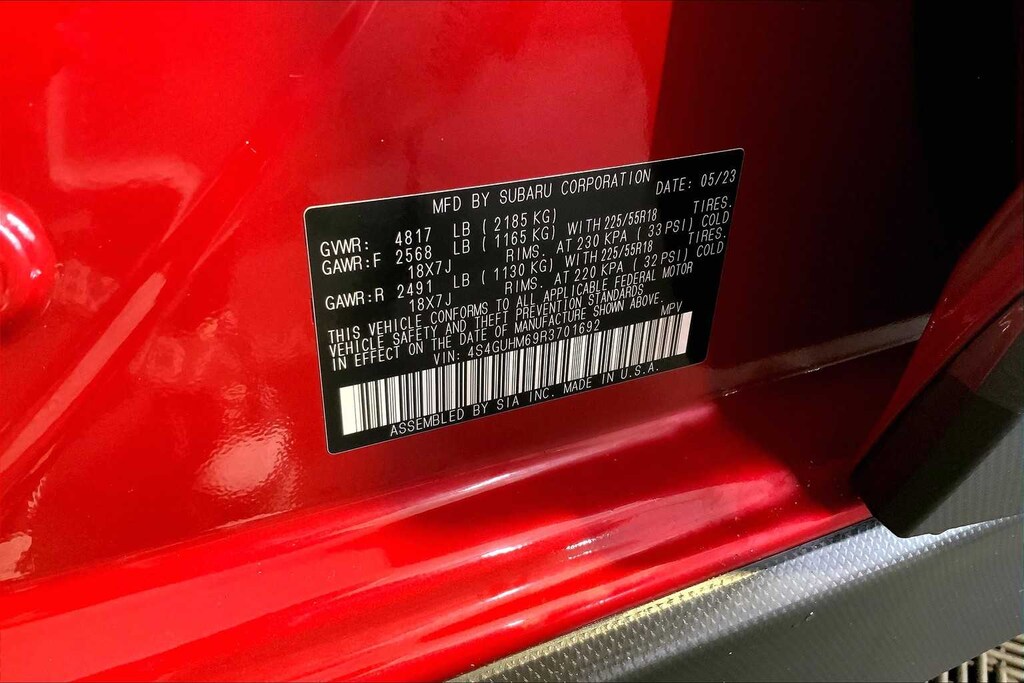 MFD BY SUBARU CORPORATION DATE: 05/23
GVWR: 4817 LB ( 2185 KG)
GAWR:F 2568 LB ( 1165 KG) WITH 225/55R18 TIRES.
18X7J RIMS. AT 230 KPA ( 33 PSI) COLD
GAWR:R 2491 LB ( 1130 KG) WITH 225/55R18 TIRES.
18X7J RIMS. AT 220 KPA ( 32 PSI) COLD
THIS VEHICLE CONFORMS TO ALL APPLICABLE FEDERAL MOTOR
VEHICLE SAFETY AND THEFT PREVENTION STANDARDS
IN EFFECT ON THE DATE OF MANUFACTURE SHOWN ABOVE.
VIN: 4S4GUHM69R3701692 MPV
ASSEMBLED BY SIA INC. MADE IN U.S.A.